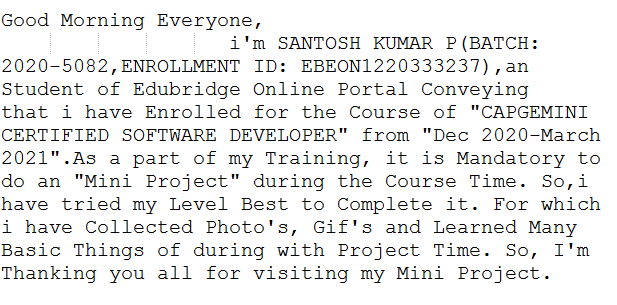 Good Morning Everyone,
i'm SANTOSH KUMAR P(BATCH:
2020-5082,ENROLLMENT ID: EBEON1220333237),an
Student of Edubridge Online Portal Conveying
that i have Enrolled for the Course of "CAPGEMINI
CERTIFIED SOFTWARE DEVELOPER" from "Dec 2020-March
2021".As a part of my Training, it is Mandatory to
do an "Mini Project" during the Course Time. So,i
have tried my Level Best to Complete it. For which
i have Collected Photo's, Gif's and Learned Many
Basic Things of during with Project Time. So, I'm
Thanking you all for visiting my Mini Project.